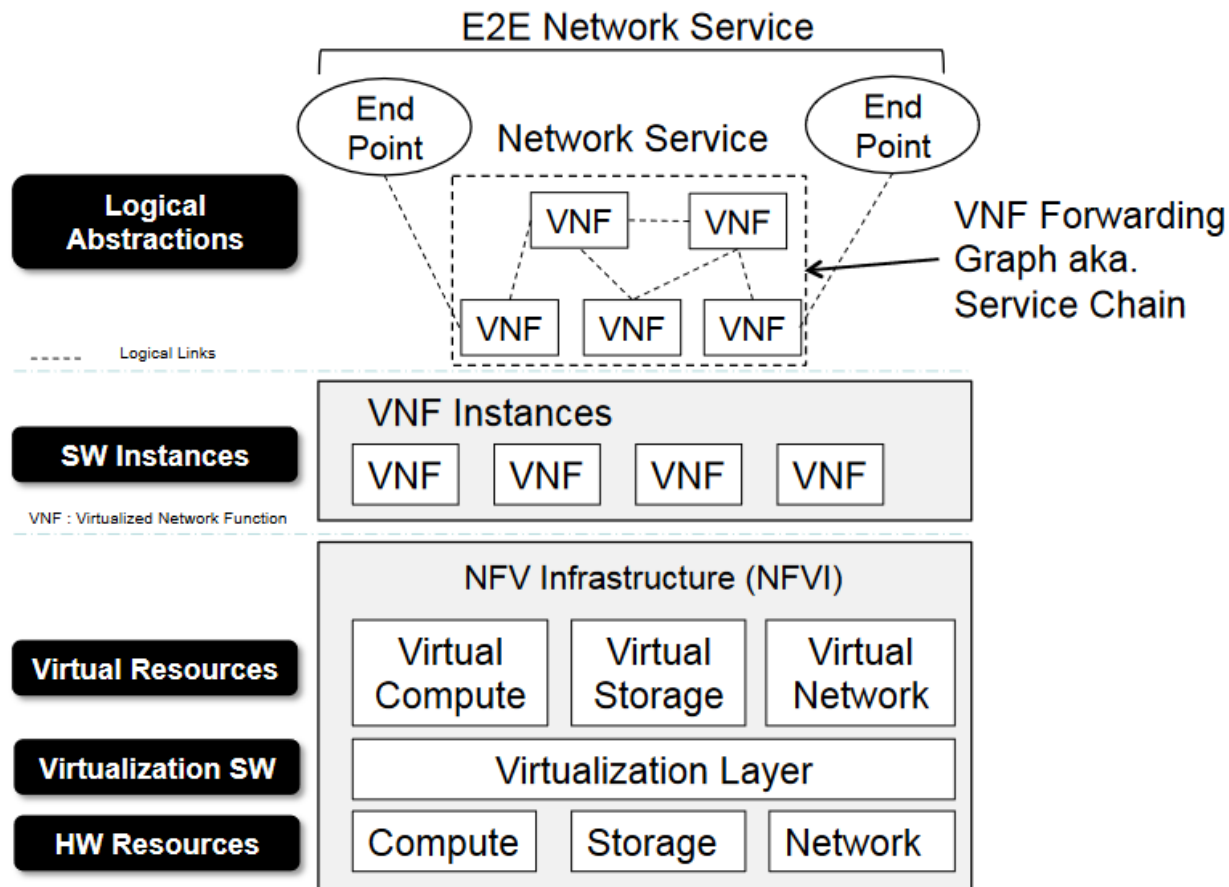 E2E Network Service
End
Point
End
Point
Network Service
Logical
Abstractions
VNF
VNF
VNF Forwarding
Graph aka.
Service Chain
VNF
VNF
VNF
Logical Links
VNF Instances
SW Instances
VNF
VNF
VNF
VNF
VNF : Virtualized Network Function
NFV Infrastructure (NFVI)
Virtual Resources
Virtual
Compute
Virtual
Storage
Virtual
Network
Virtualization SW
Virtualization Layer
HW Resources
Compute
Storage
Network